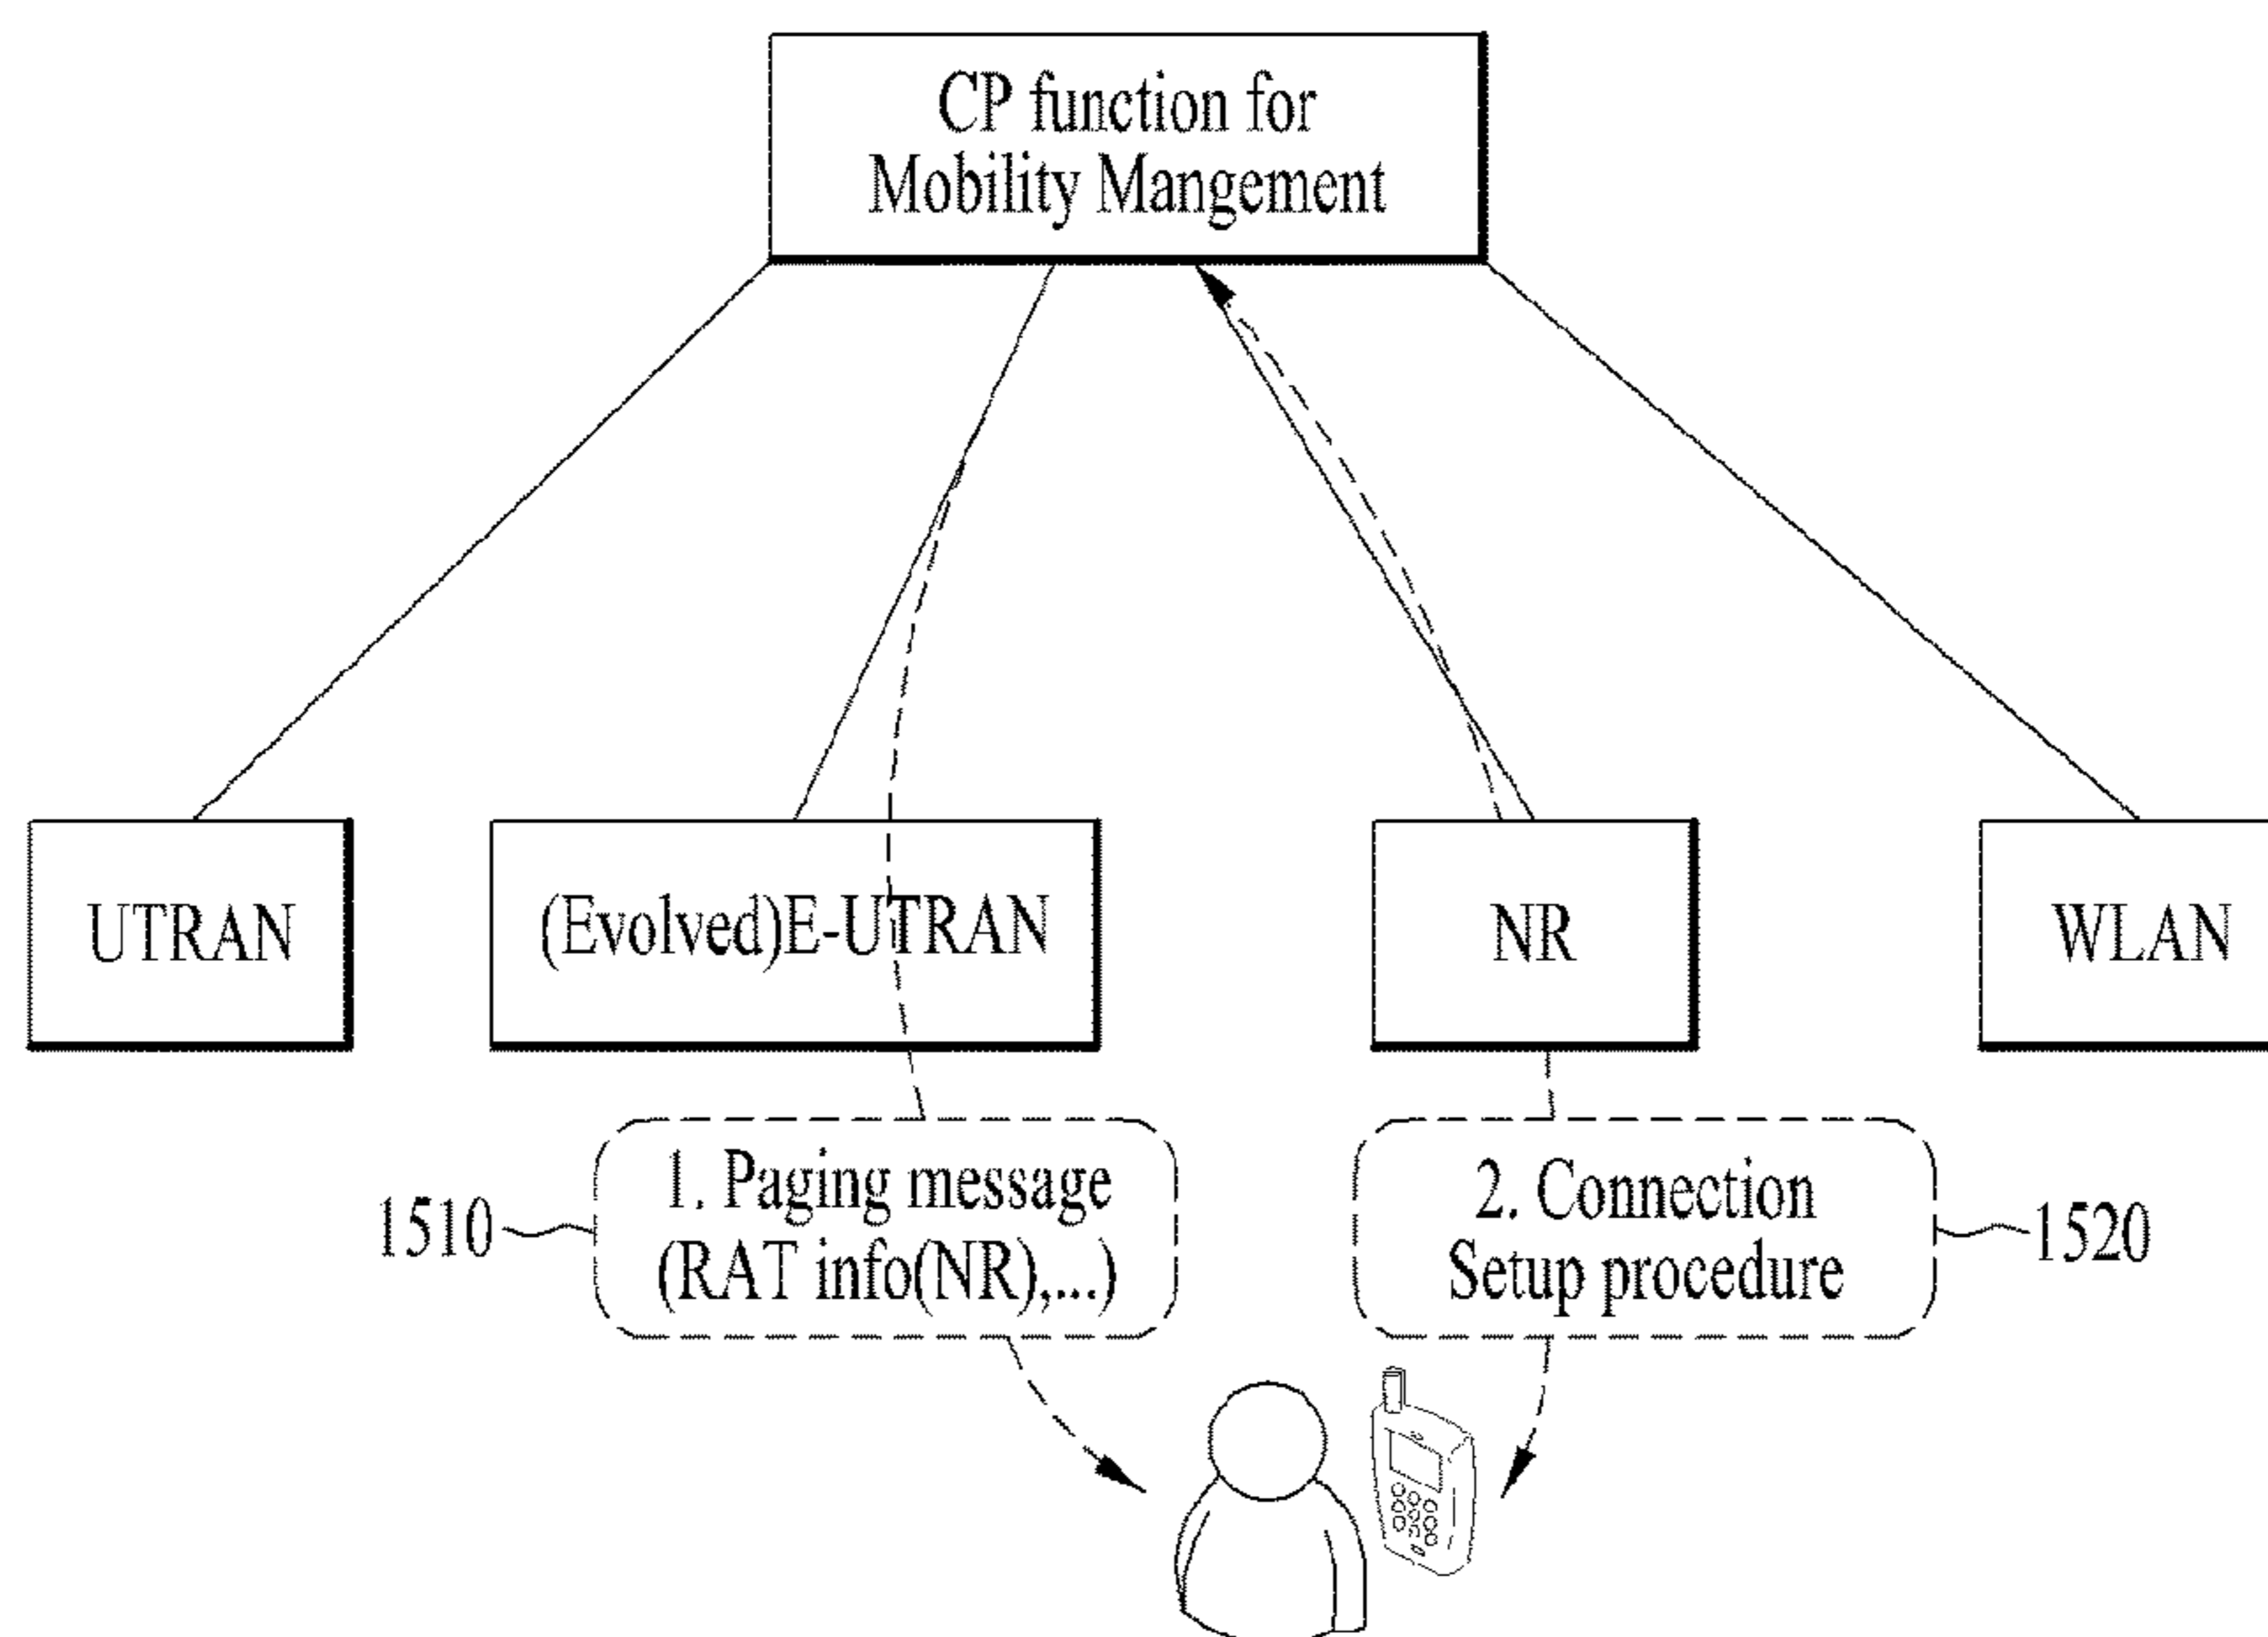 CP function for
Mobility Mangement
UTRAN
(Evolved)E-UTRAN
NR
WLAN
1510
1. Paging message
(RAT info(NR),...)
2. Connection
Setup procedure
1520